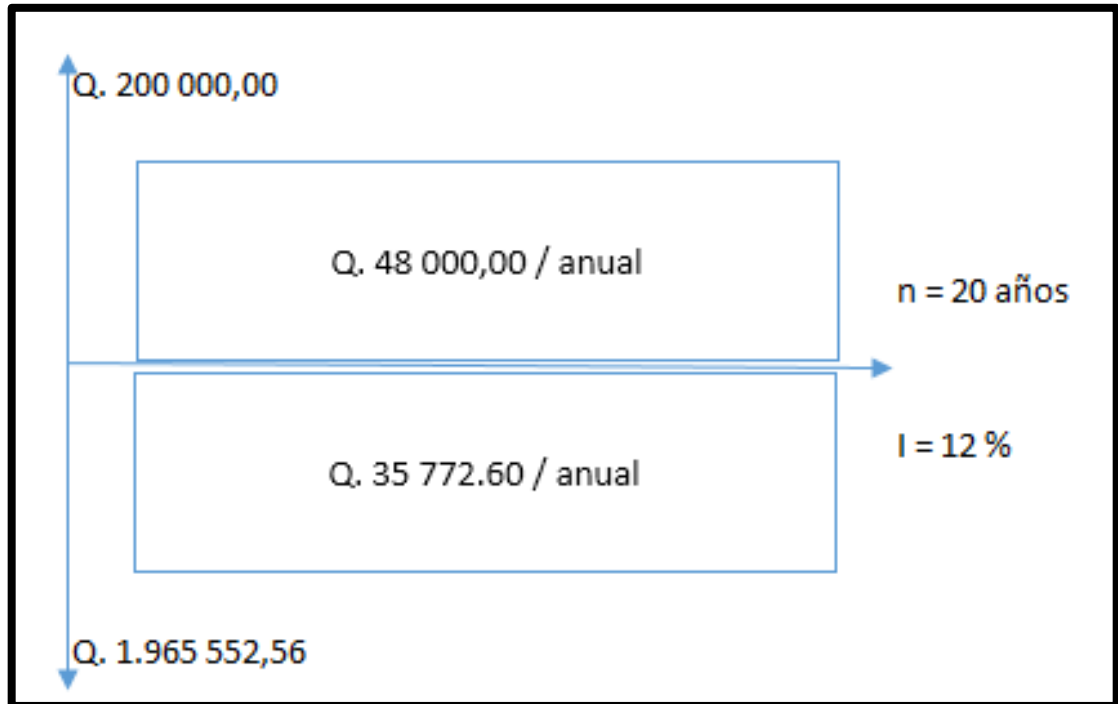 Q. 200 000,00
Q. 48 000,00 / anual
n = 20 años
I = 12 %
Q. 35 772.60 / anual
Q. 1.965 552,56